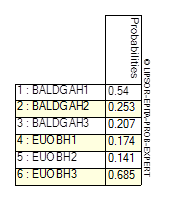 Probabilities
© LIPSOR-EPITA-PROB-EXPERT
1 : BALDGAH1 0.54
2 : BALDGAH2 0.253
3 : BALDGAH3 0.207
4 : EUOBH1 0.174
5 : EUOBH2 0.141
6 : EUOBH3 0.685